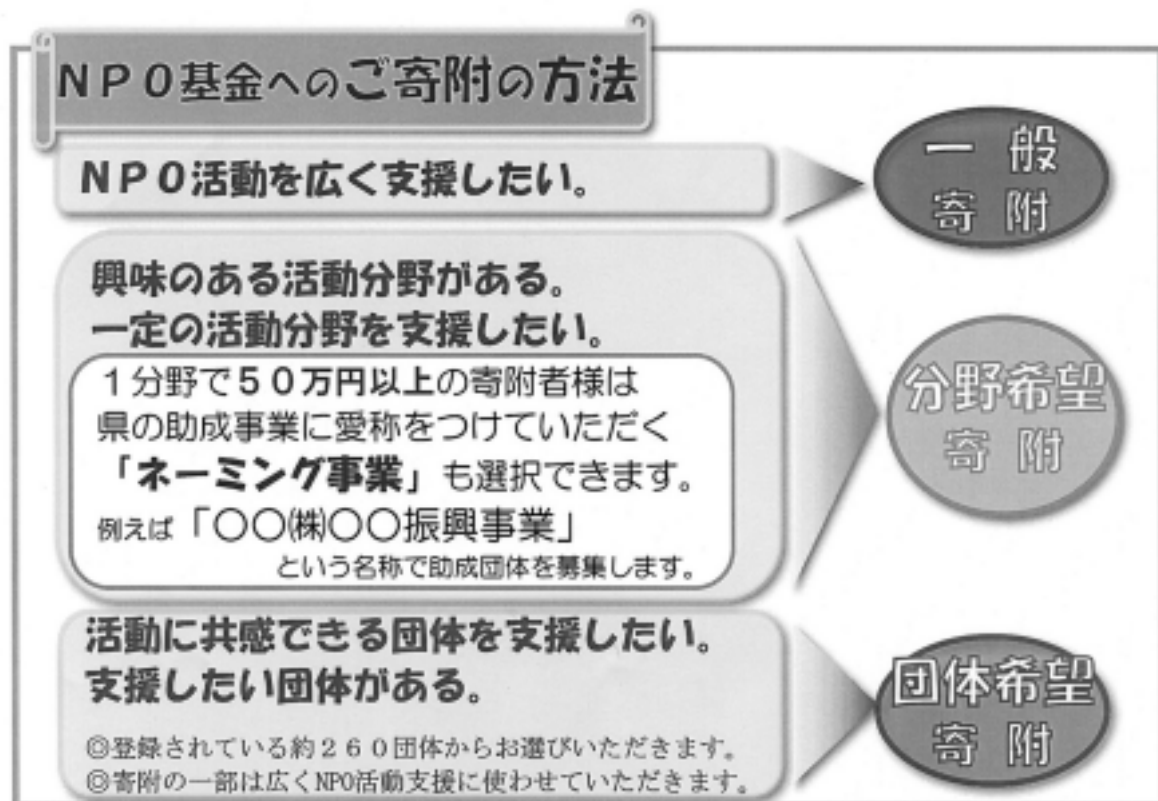 NPO基金へのご寄附の方法
NPO活動を広く支援したい。
一般
寄附
興味のある活動分野がある。
一定の活動分野を支援したい。
1分野で50万円以上の寄附者様は
県の助成事業に愛称をつけていただく
「ネーミング事業」も選択できます。
例えば「○○㈱○○振興事業」
という名称で助成団体を募集します。
分野希望
寄附
活動に共感できる団体を支援したい。
支援したい団体がある。
◎登録されている約260団体からお選びいただきます。
◎寄附の一部は広くNPO活動支援に使わせていただきます。
団体希望
寄附